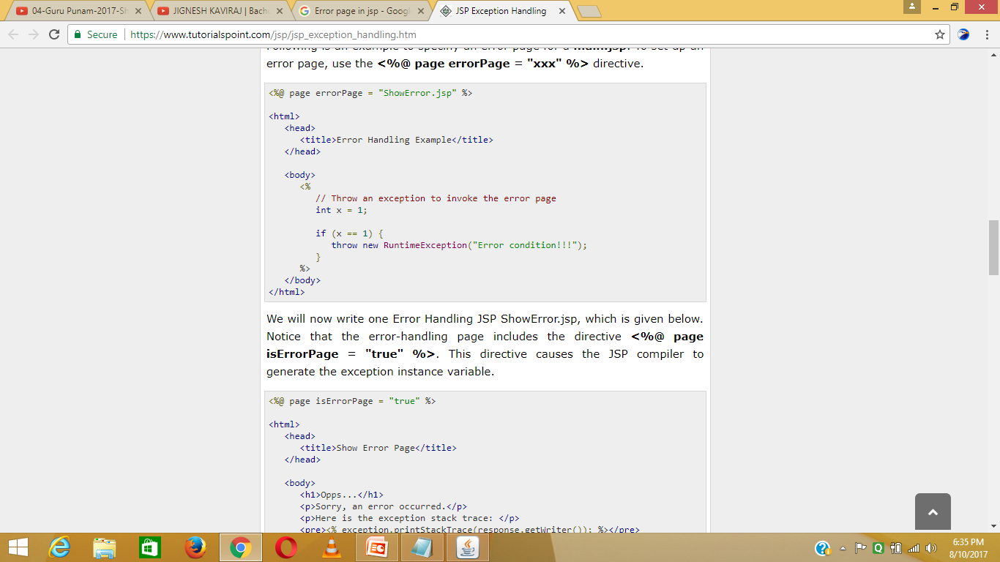 04-Guru Punam-2017-Sh
JIGNESH KAVIRAJ | Bach
Error page in jsp - Googl
JSP Exception Handling
Secure
https://www.tutorialspoint.com/jsp/jsp_exception_handling.htm
Following is an example to specify an error page for a main.jsp. To set up an
error page, use the <%@ page errorPage = "xxx" %> directive.
<%@ page errorPage = "ShowError.jsp" %>
<html>
<head>
<title>Error Handling Example</title>
</head>
<body>
<%
// Throw an exception to invoke the error page
int x = 1;
if (x == 1) {
throw new RuntimeException("Error condition!!!");
}
%>
</body>
</html>
We will now write one Error Handling JSP ShowError.jsp, which is given below.
Notice that the error-handling page includes the directive <%@ page
isErrorPage = "true" %>. This directive causes the JSP compiler to
generate the exception instance variable.
<%@ page isErrorPage = "true" %>
<html>
<head>
<title>Show Error Page</title>
</head>
<body>
<h1>Opps...</h1>
<p>Sorry, an error occurred.</p>
<p>Here is the exception stack trace: </p>
<pre><% exception.printStackTrace(response.getWriter()); %></pre>
6:35 PM
8/10/2017